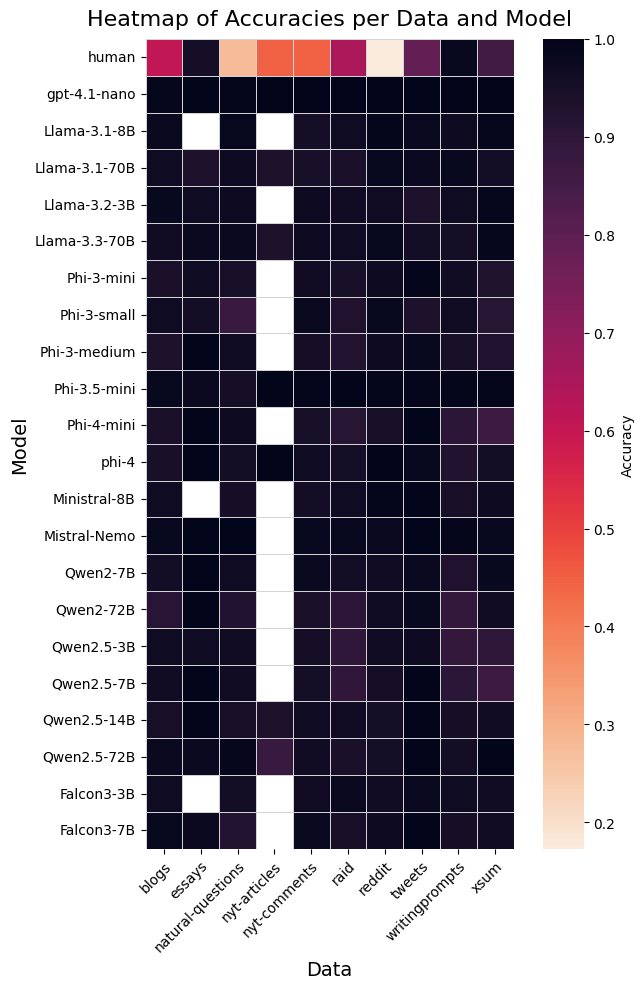 Heatmap of Accuracies per Data and Model
human
gpt-4.1-nano
Llama-3.1-8B
Llama-3.1-70B
Llama-3.2-3B
Llama-3.3-70B
Phi-3-mini
Phi-3-small
Phi-3-medium
Phi-3.5-mini
Phi-4-mini
phi-4
Ministral-8B
Mistral-Nemo
Qwen2-7B
Qwen2-72B
Qwen2.5-3B
Qwen2.5-7B
Qwen2.5-14B
Qwen2.5-72B
Falcon3-3B
Falcon3-7B
Model
blogs
essays
natural-questions
nyt-articles
nyt-comments
raid
reddit
tweets
writingprompts
xsum
Data
1.0
0.9
0.8
0.7
0.6
0.5
0.4
0.3
0.2
Accuracy